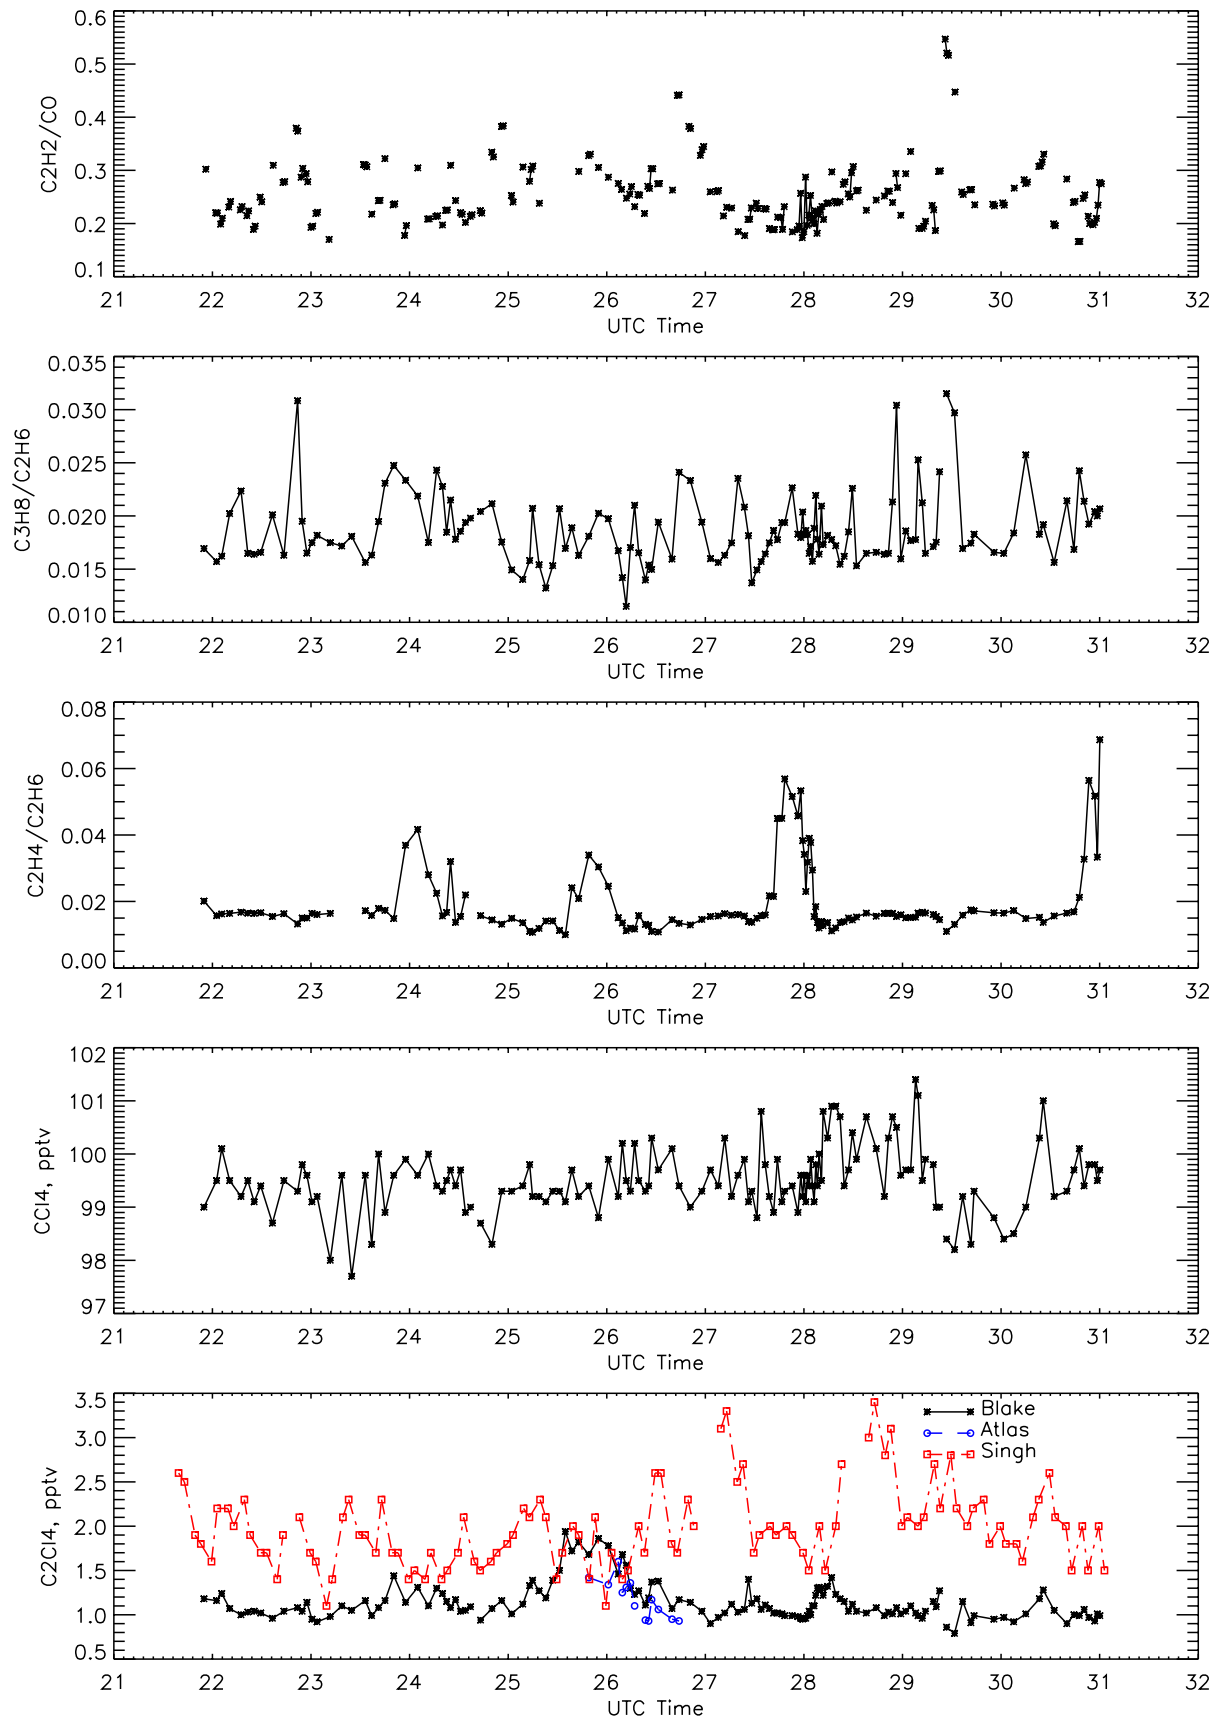 0.6
0.5
0.4
0.3
0.2
0.1
C2H2/CO
21 22 23 24 25 26 27 28 29 30 31 32
UTC Time
0.035
0.030
0.025
0.020
0.015
0.010
C3H8/C2H6
21 22 23 24 25 26 27 28 29 30 31 32
UTC Time
0.08
0.06
0.04
0.02
0.00
C2H4/C2H6
21 22 23 24 25 26 27 28 29 30 31 32
UTC Time
102
101
100
99
98
97
CCl4, pptv
21 22 23 24 25 26 27 28 29 30 31 32
UTC Time
3.5
3.0
2.5
2.0
1.5
1.0
0.5
C2Cl4, pptv
Blake
Atlas
Singh
21 22 23 24 25 26 27 28 29 30 31 32
UTC Time